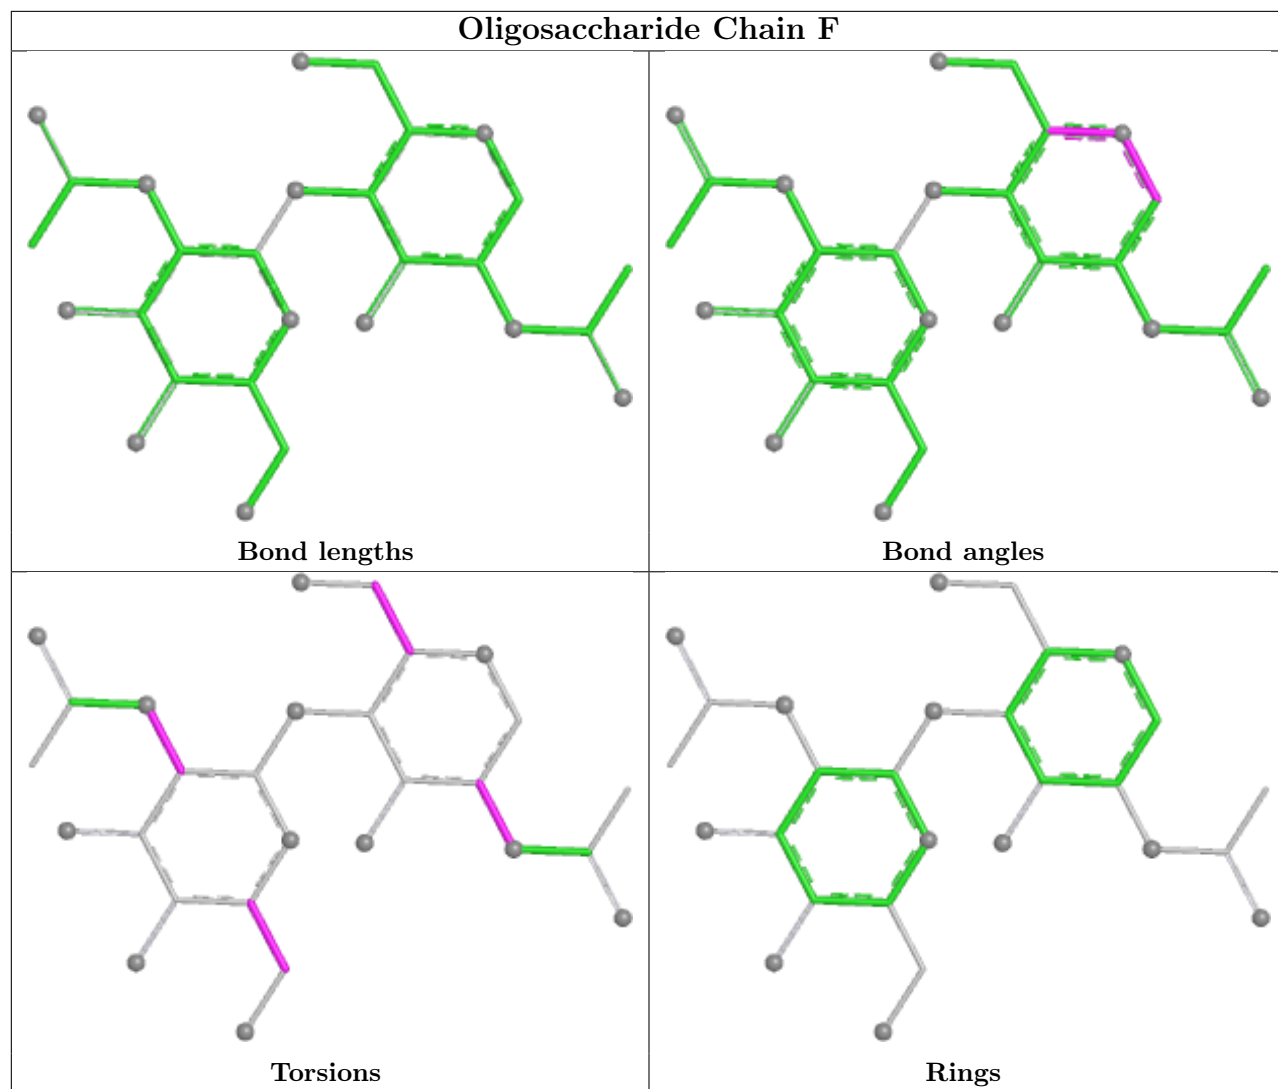 Oligosaccharide Chain F
Bond lengths
Bond angles
Torsions
Rings